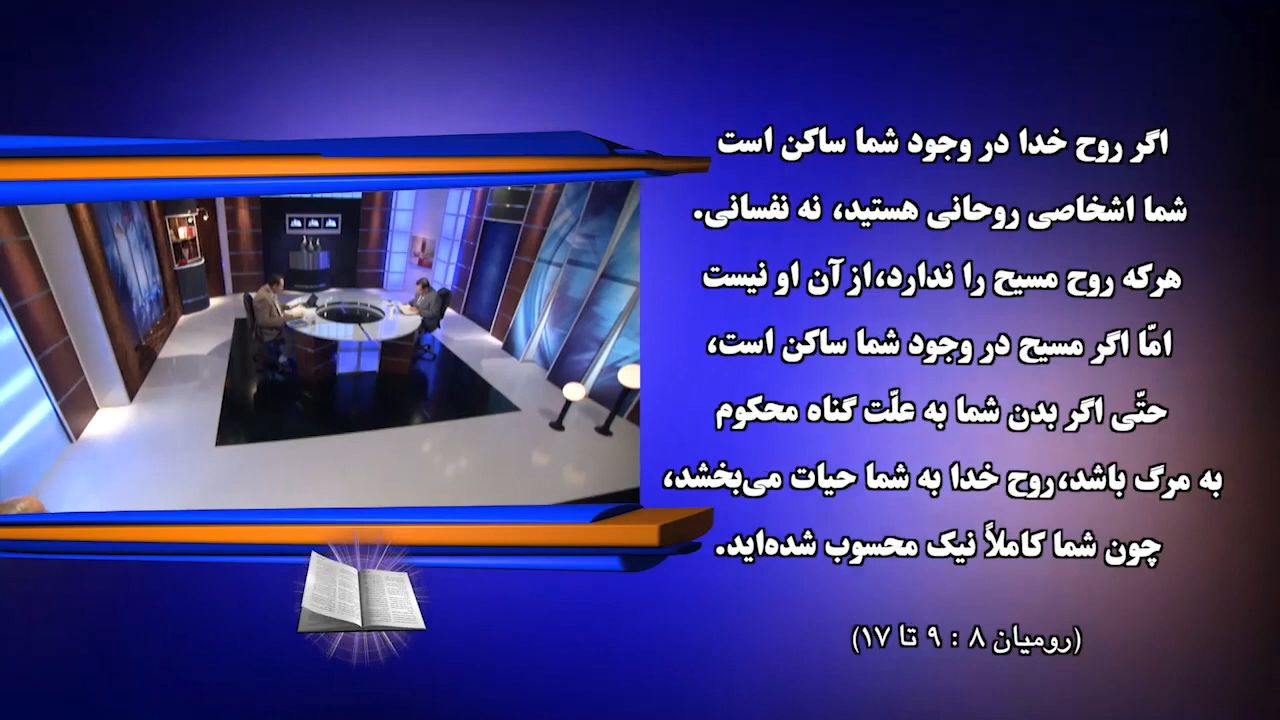 اگر روح خدا در وجود شما ساکن است
شما اشخاصی روحانی هستید، نه نفسانی.
هرکه روح مسیح را ندارد،از آن او نیست
امّا اگر مسیح در وجود شما ساکن است،
حتّی اگر بدن شما به علّت گناه محکوم
به مرگ باشد،روح خدا به شما حیات می‌بخشد،
چون شما کاملاً نیک محسوب شده‌اید.
(رومیان ۸ : ۹ تا ۱۷)